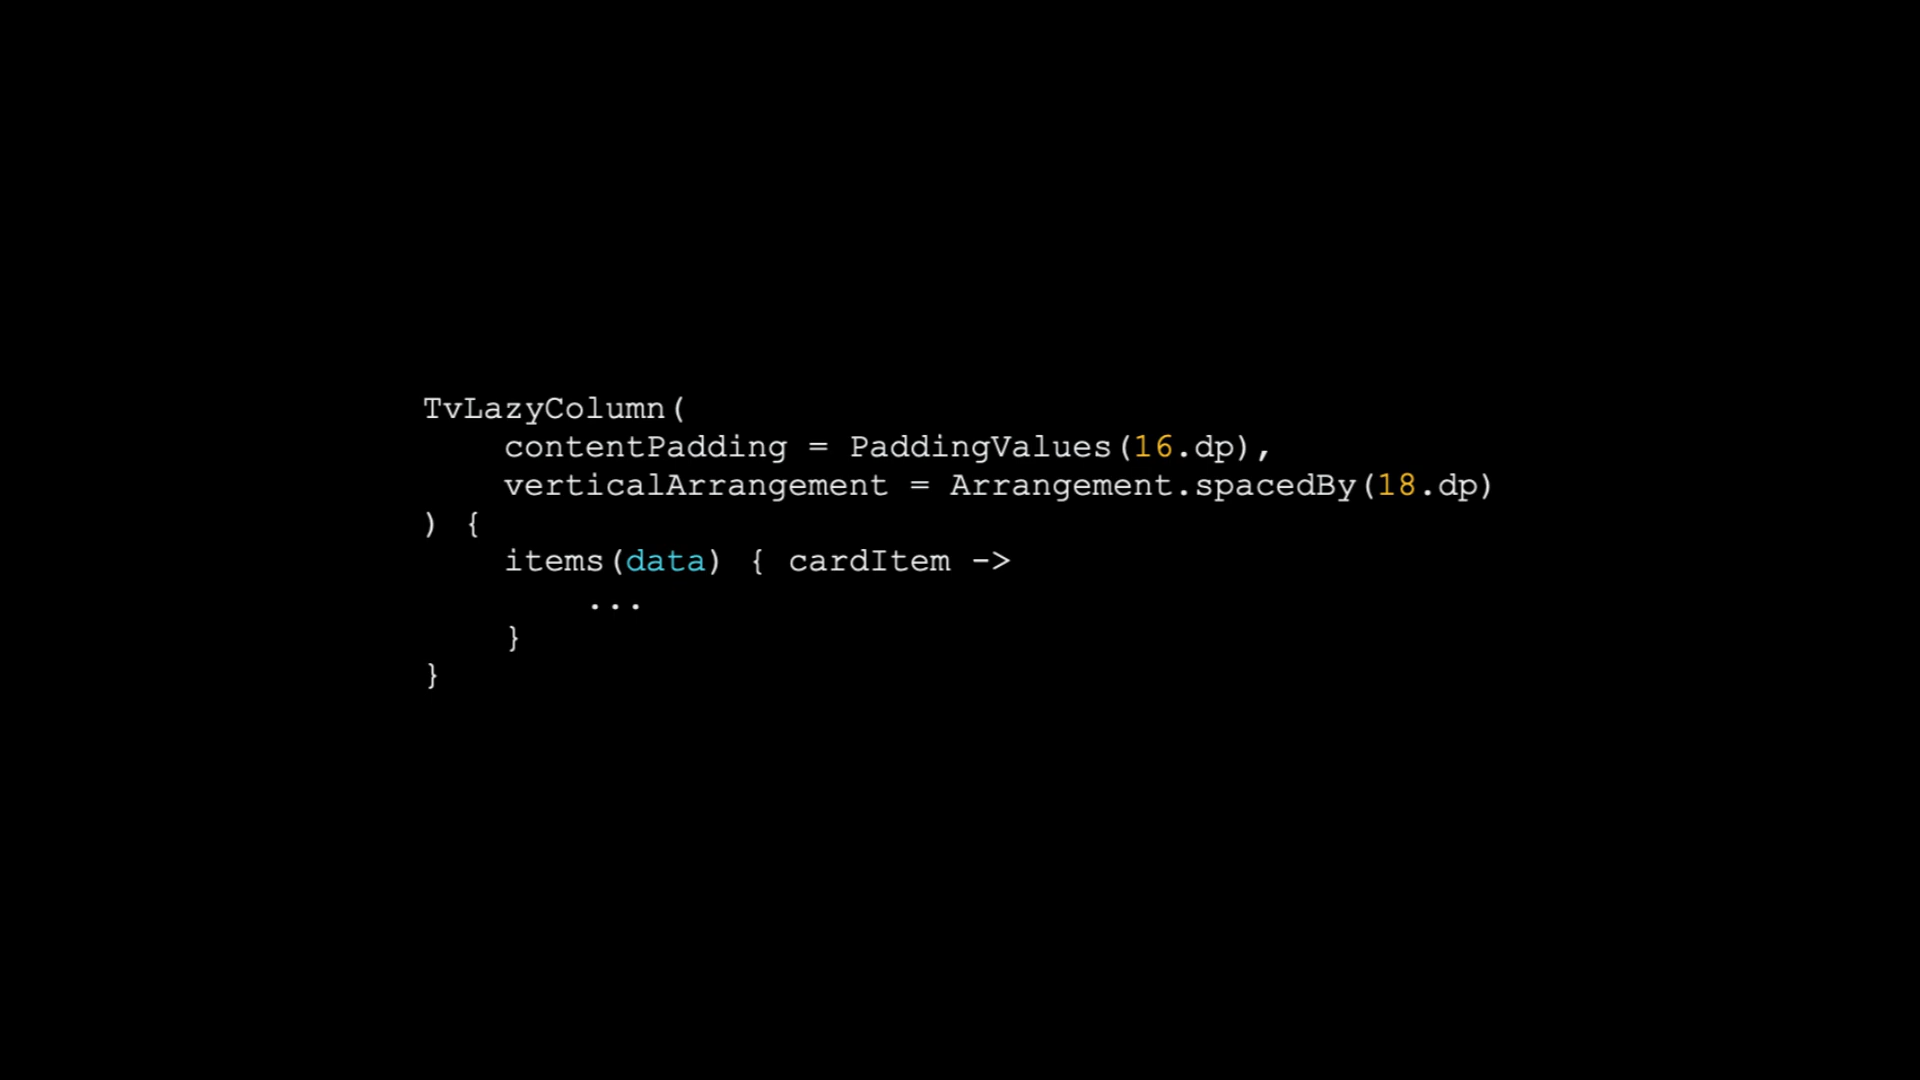 TvLazyColumn(
    contentPadding = PaddingValues(16.dp),
    verticalArrangement = Arrangement.spacedBy(18.dp)
) {
    items(data) { cardItem ->
        ...
    }
}